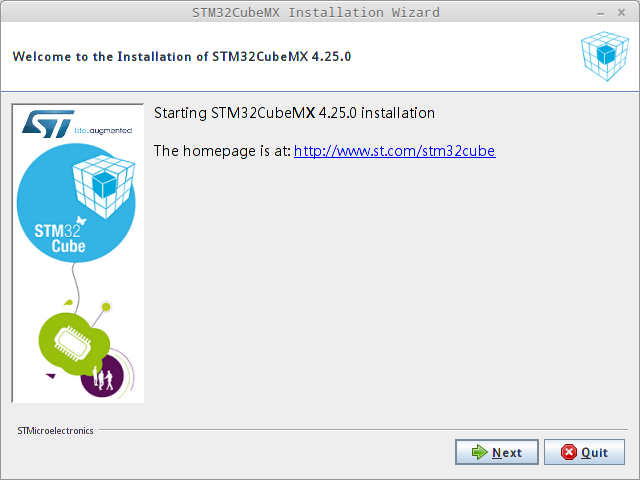 STM32CubeMX Installation Wizard
Welcome to the Installation of STM32CubeMX 4.25.0
ST life.augmented
STM32
Cube
Starting STM32CubeMX 4.25.0 installation
The homepage is at: http://www.st.com/stm32cube
STMicroelectronics
Next
Quit